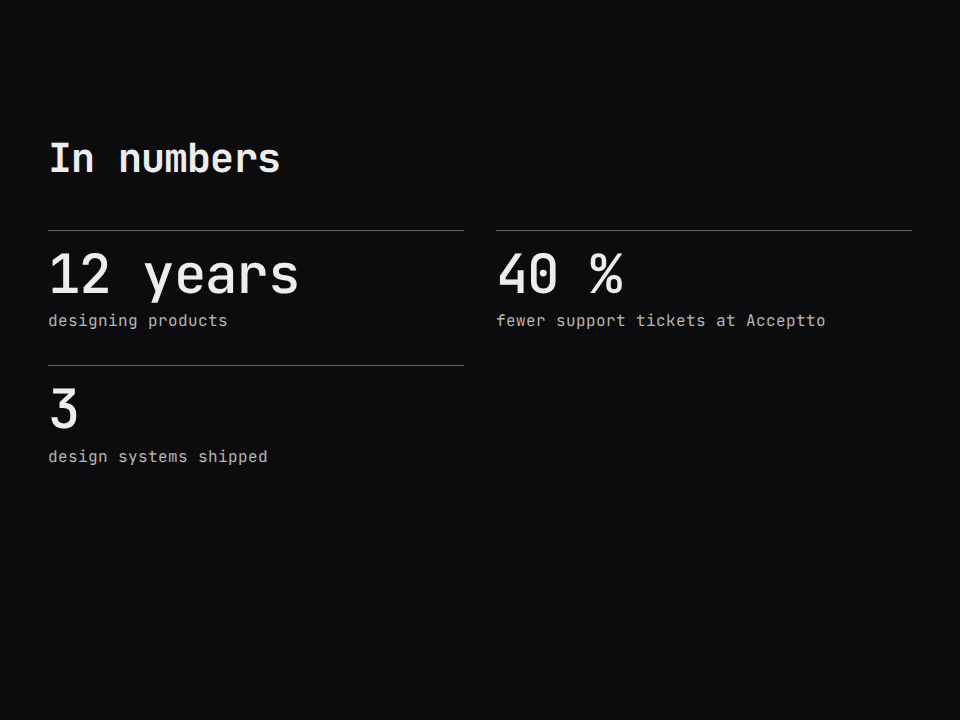 In numbers
12 years
designing products
40 %
fewer support tickets at Acceptto
3
design systems shipped